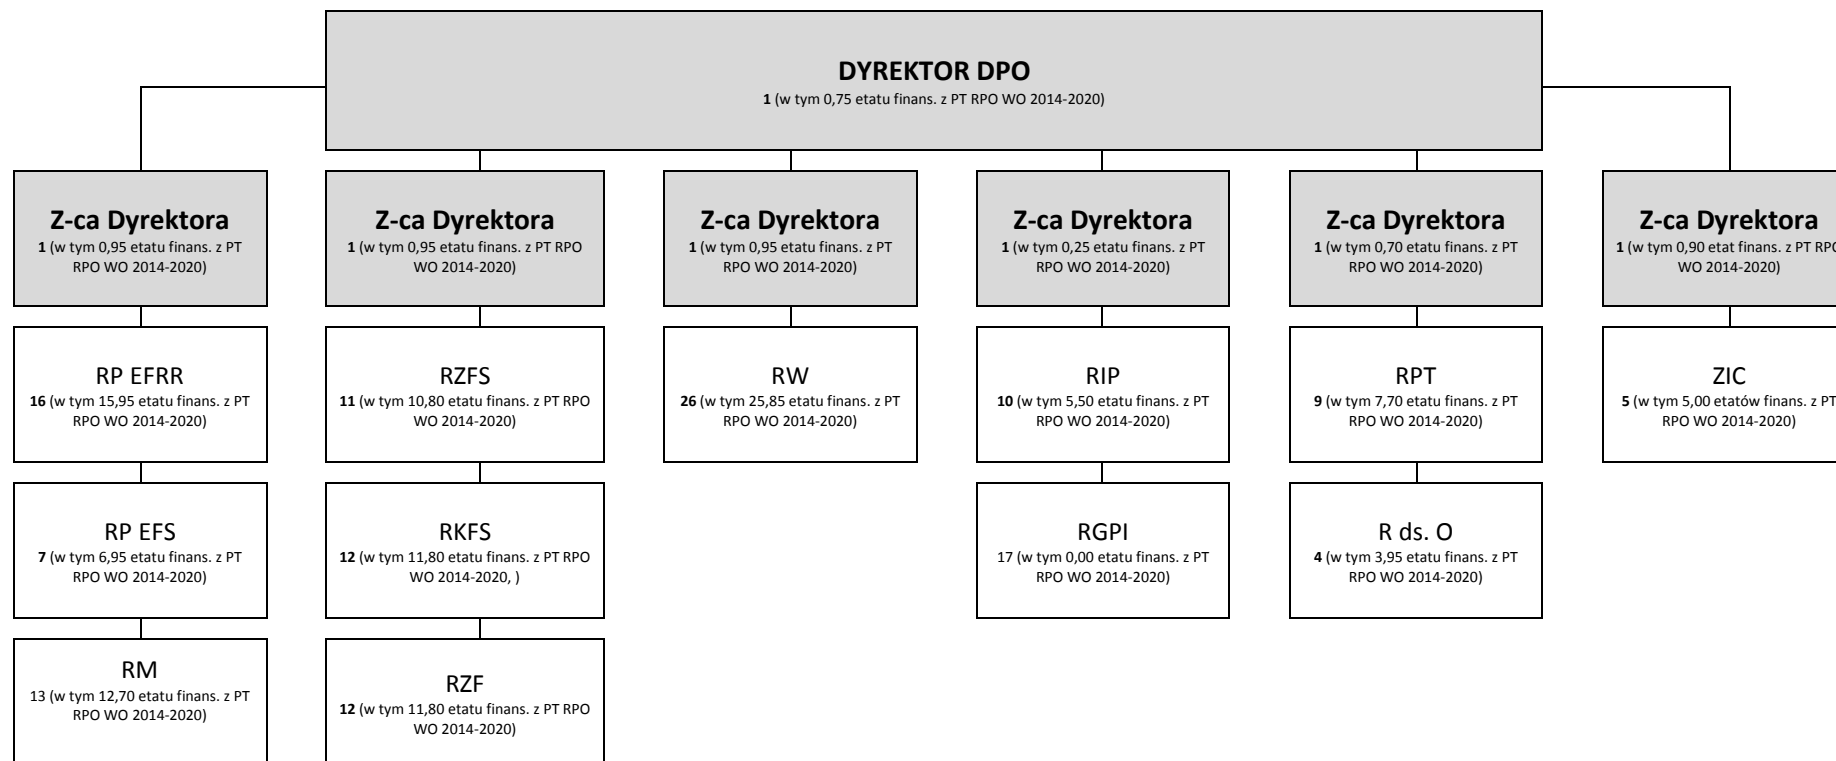 DYREKTOR DPO
1 (w tym 0,75 etatu finans. z PT RPO WO 2014-2020)
Z-ca Dyrektora
1 (w tym 0,95 etatu finans. z PT
RPO WO 2014-2020)
Z-ca Dyrektora
1 (w tym 0,95 etatu finans. z PT RPO
WO 2014-2020)
Z-ca Dyrektora
1 (w tym 0,95 etatu finans. z PT
RPO WO 2014-2020)
Z-ca Dyrektora
1 (w tym 0,25 etatu finans. z PT
RPO WO 2014-2020)
Z-ca Dyrektora
1 (w tym 0,70 etatu finans. z PT
RPO WO 2014-2020)
Z-ca Dyrektora
1 (w tym 0,90 etat finans. z PT RPO
WO 2014-2020)
RP EFRR
16 (w tym 15,95 etatu finans. z PT
RPO WO 2014-2020)
RZFS
11 (w tym 10,80 etatu finans. z PT RPO
WO 2014-2020)
RW
26 (w tym 25,85 etatu finans. z PT
RPO WO 2014-2020)
RIP
10 (w tym 5,50 etatu finans. z PT
RPO WO 2014-2020)
RPT
9 (w tym 7,70 etatu finans. z PT
RPO WO 2014-2020)
ZIC
5 (w tym 5,00 etatów finans. z PT
RPO WO 2014-2020)
RP EFS
7 (w tym 6,95 etatu finans. z PT
RPO WO 2014-2020)
RKFS
12 (w tym 11,80 etatu finans. z PT RPO
WO 2014-2020, )
RGPI
17 (w tym 0,00 etatu finans. z PT
RPO WO 2014-2020)
R ds. O
4 (w tym 3,95 etatu finans. z PT
RPO WO 2014-2020)
RM
13 (w tym 12,70 etatu finans. z PT
RPO WO 2014-2020)
RZF
12 (w tym 11,80 etatu finans. z PT RPO
WO 2014-2020)